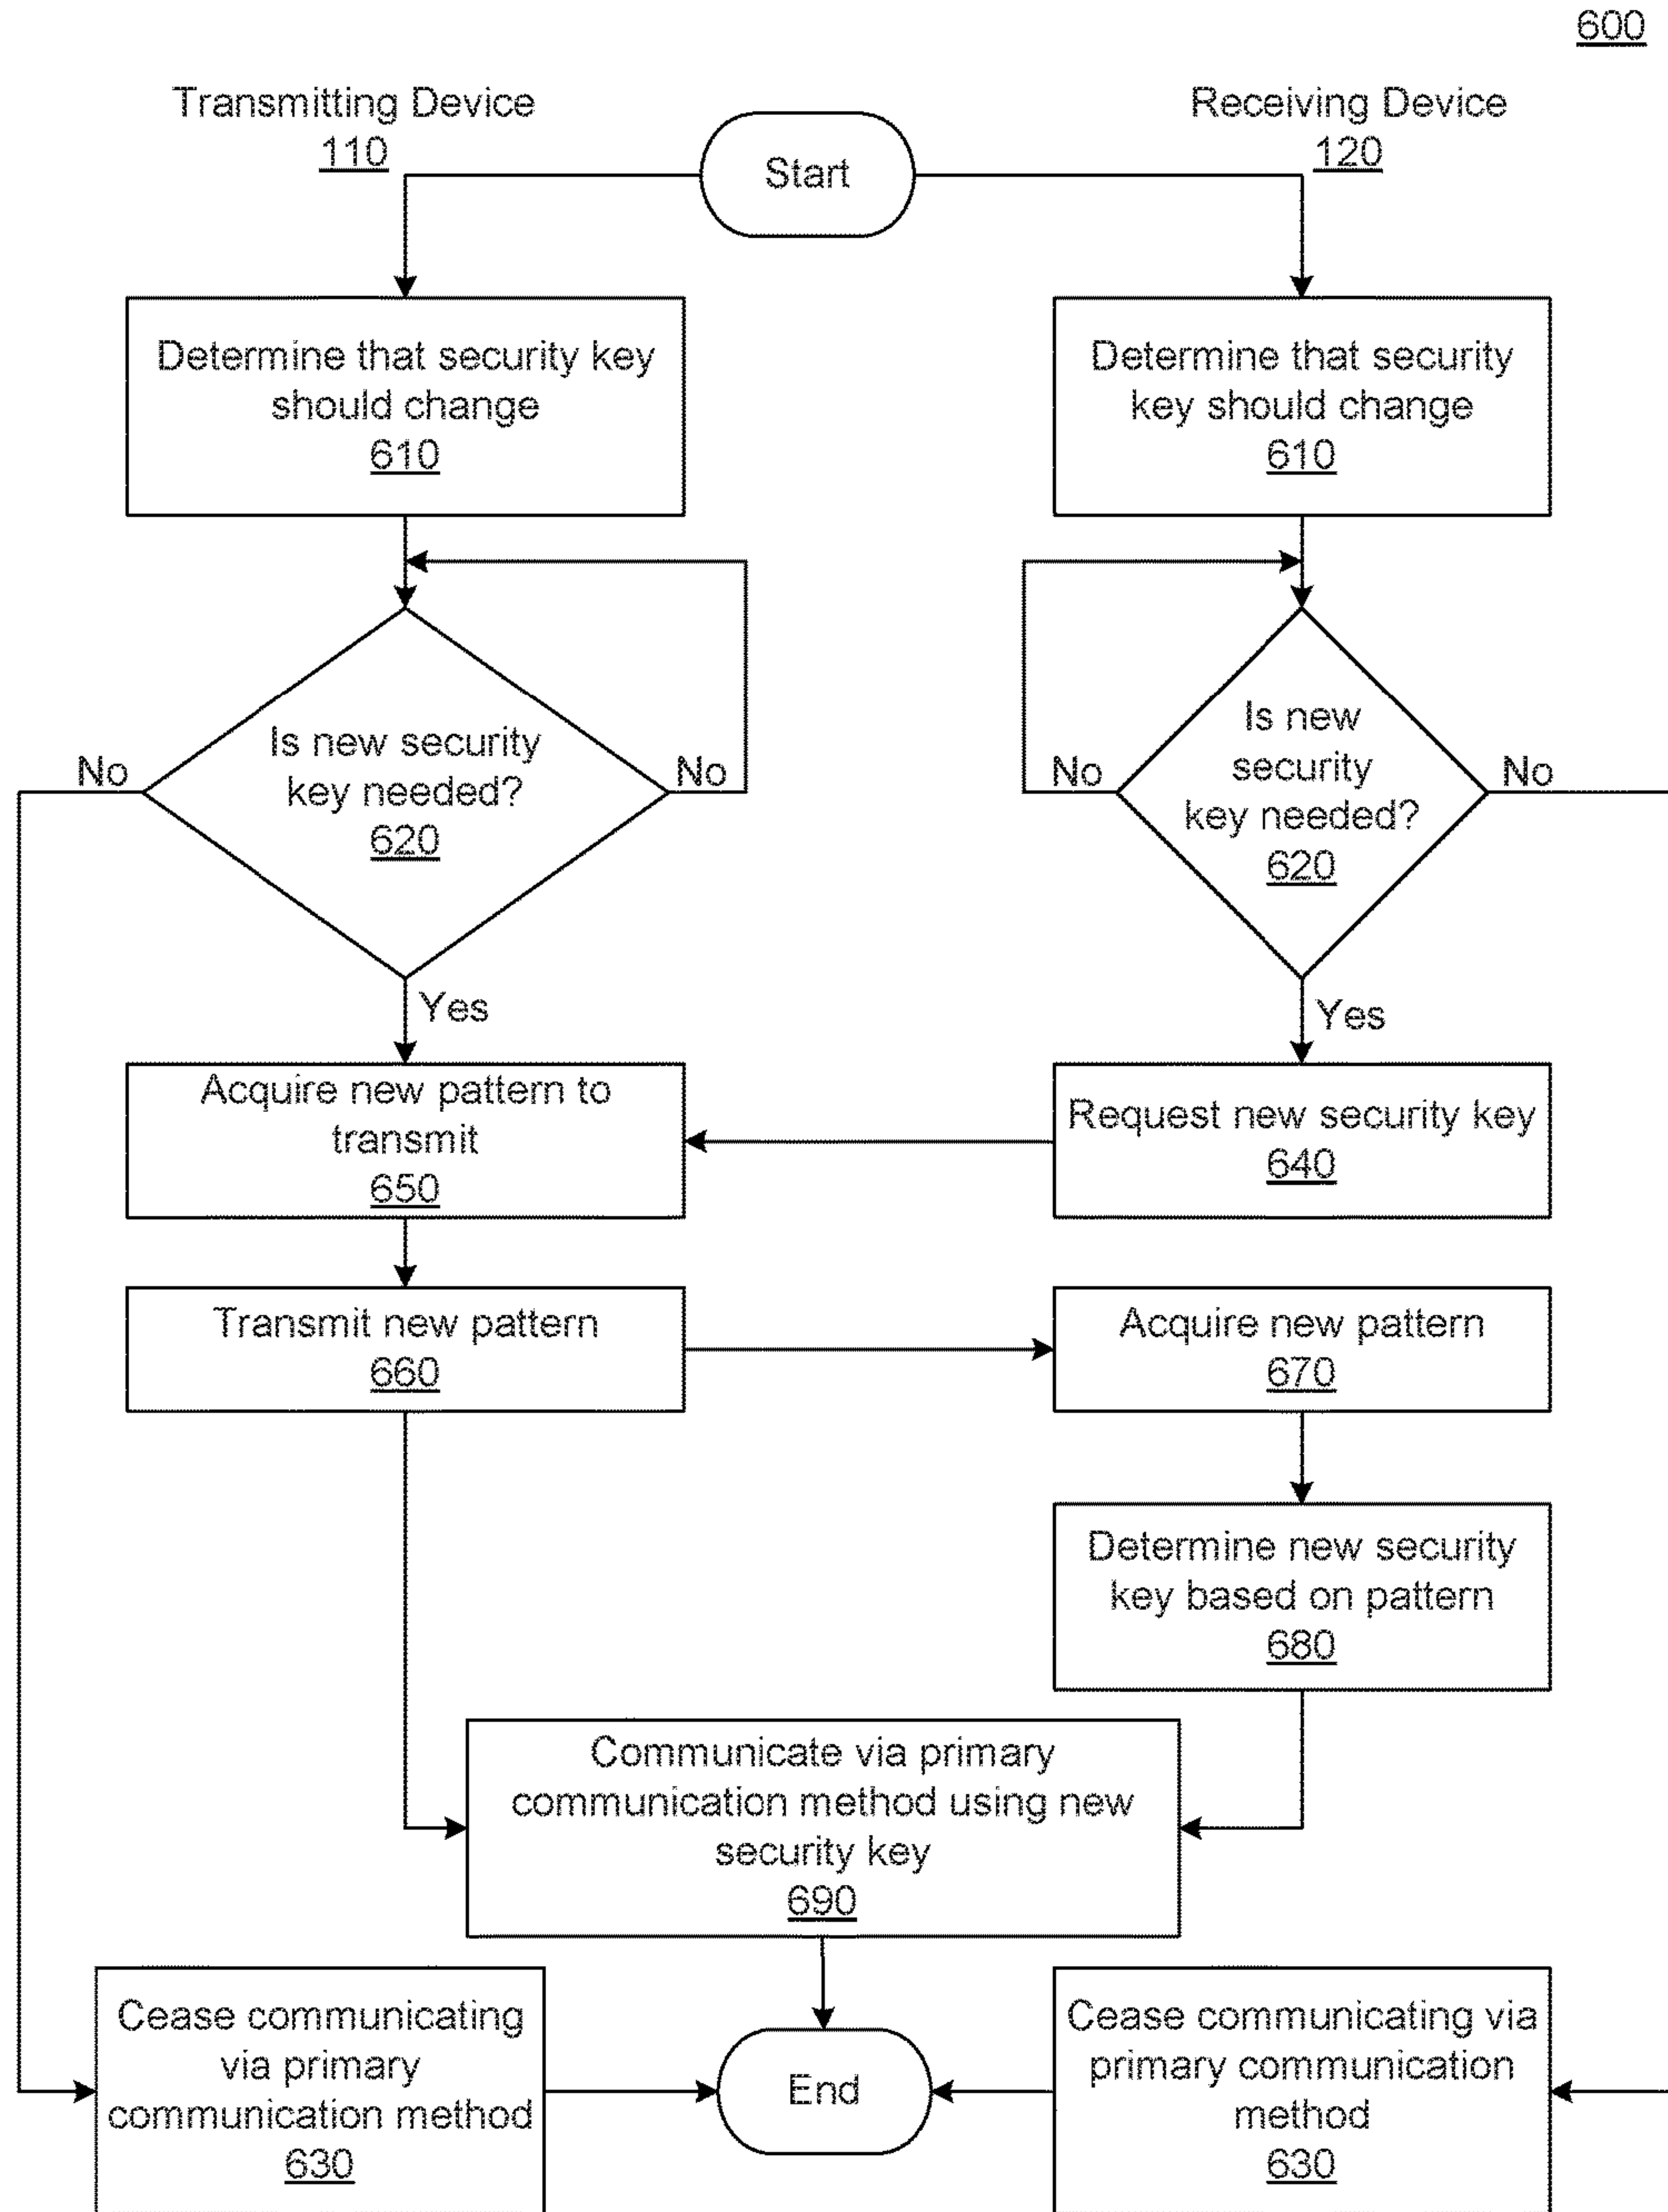 600
Transmitting Device
110
Receiving Device
120
Start
Determine that security key
should change
610
Determine that security
key should change
610
Is new security
key needed?
620
No
No
Is new
security
key needed?
620
No
No
Yes
Yes
Acquire new pattern to
transmit
650
Request new security key
640
Transmit new pattern
660
Acquire new pattern
670
Determine new security
key based on pattern
680
Communicate via primary
communication method using new
security key
690
Cease communicating
via primary
communication method
630
End
Cease communicating via
primary communication
method
630